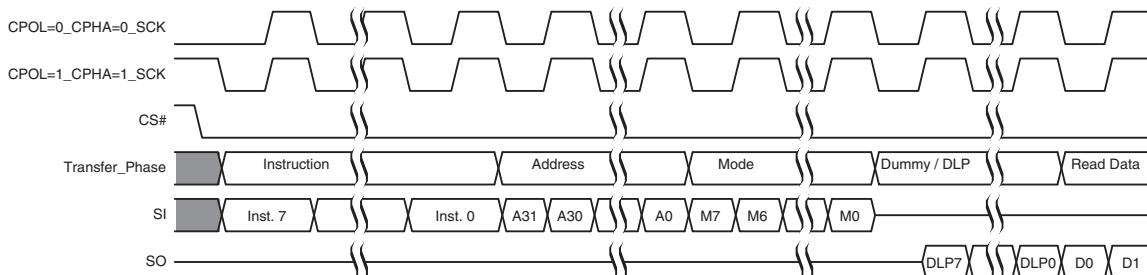 CPOL=0_CPHA=0_SCK
CPOL=1_CPHA=1_SCK
CS#
Transfer_Phase Instruction Address Mode Dummy / DLP Read Data
SI Inst. 7 Inst. 0 A31 A30 A0 M7 M6 M0
SO DLP7 DLP0 D0 D1